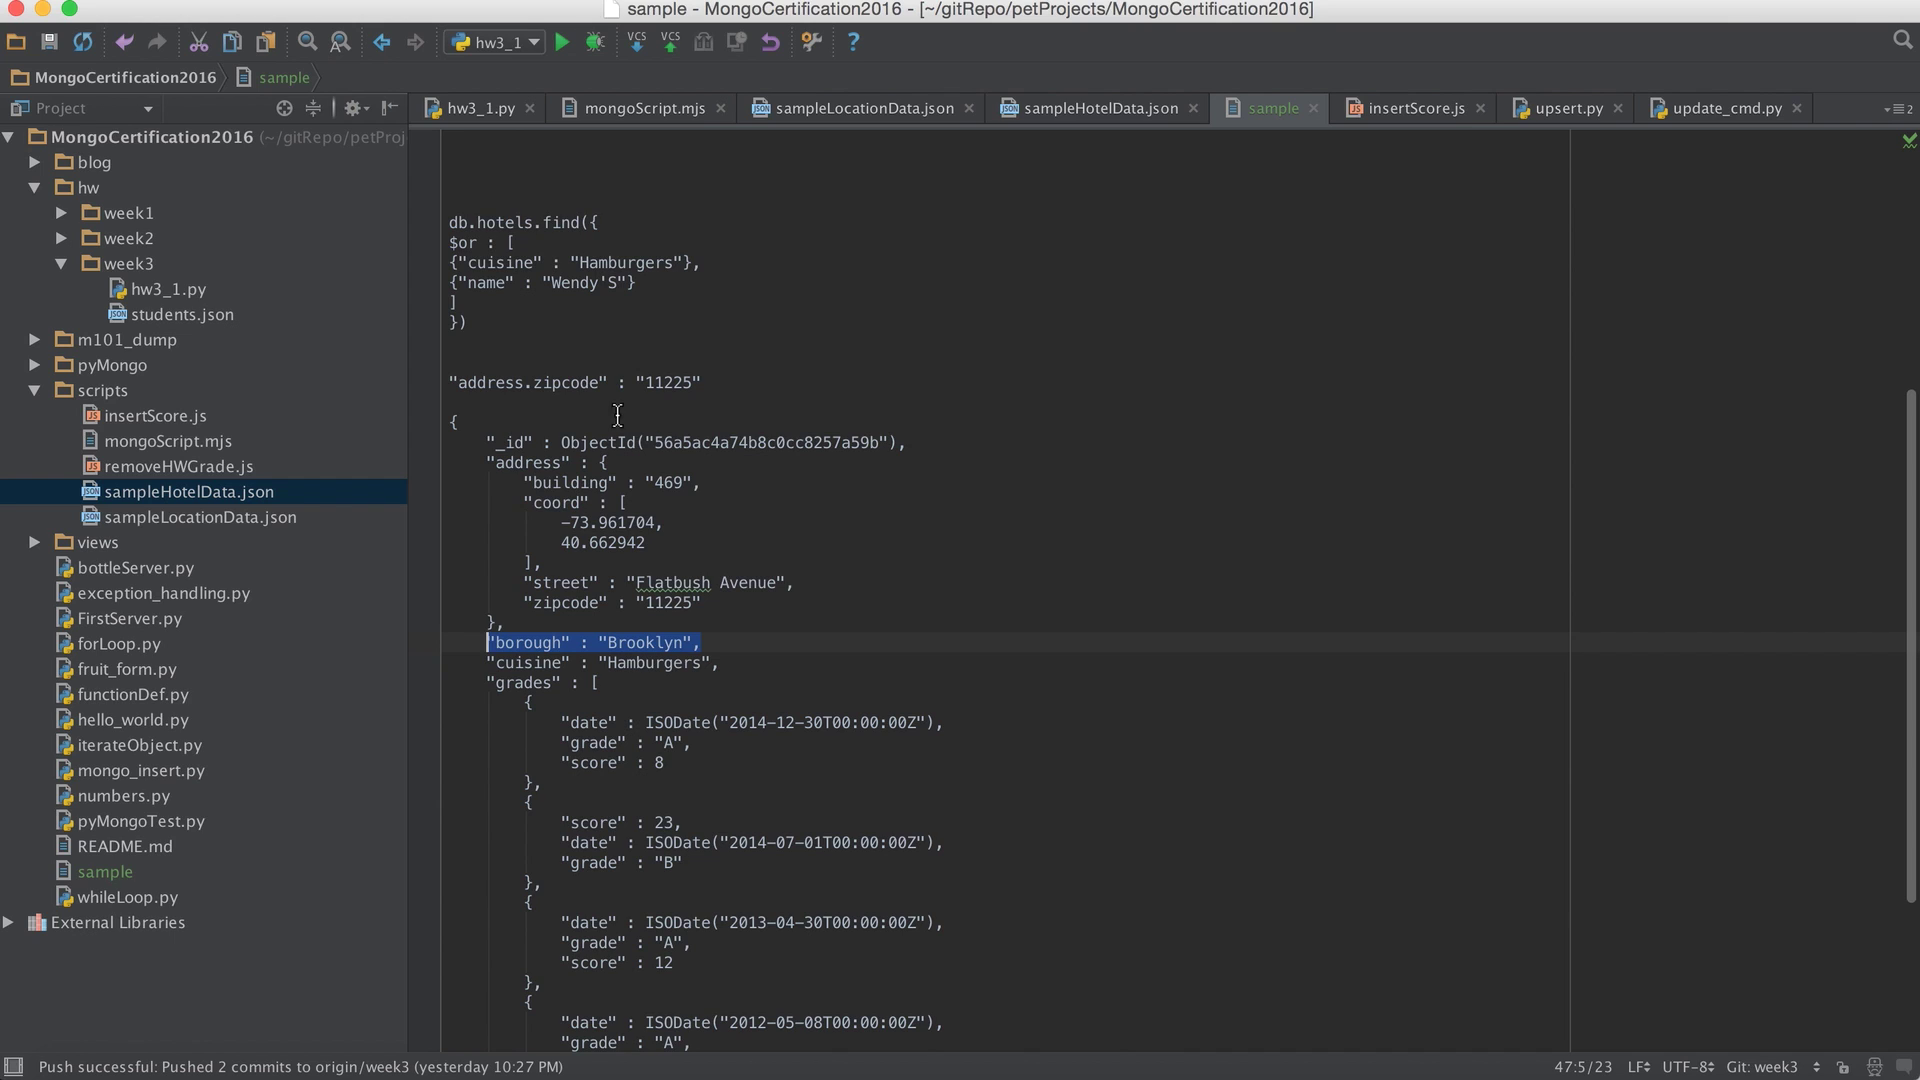 sample - MongoCertification2016 - [~/gitRepo/petProjects/MongoCertification2016]
hw3_1
VCS VCS
?
MongoCertification2016 sample
Project
hw3_1.py mongoScript.mjs sampleLocationData.json sampleHotelData.json sample insertScore.js upsert.py update_cmd.py 2
MongoCertification2016 (~/gitRepo/petProj
blog
hw
week1
week2
week3
hw3_1.py
students.json
m101_dump
pyMongo
scripts
insertScore.js
mongoScript.mjs
removeHWGrade.js
sampleHotelData.json
sampleLocationData.json
views
bottleServer.py
exception_handling.py
FirstServer.py
forLoop.py
fruit_form.py
functionDef.py
hello_world.py
iterateObject.py
mongo_insert.py
numbers.py
pyMongoTest.py
README.md
sample
whileLoop.py
External Libraries
db.hotels.find({
$or : [
{"cuisine" : "Hamburgers"},
{"name" : "Wendy'S"}
]
})
"address.zipcode" : "11225"
{
"_id" : ObjectId("56a5ac4a74b8c0cc8257a59b"),
"address" : {
"building" : "469",
"coord" : [
-73.961704,
40.662942
],
"street" : "Flatbush Avenue",
"zipcode" : "11225"
},
"borough" : "Brooklyn",
"cuisine" : "Hamburgers",
"grades" : [
{
"date" : ISODate("2014-12-30T00:00:00Z"),
"grade" : "A",
"score" : 8
},
{
"score" : 23,
"date" : ISODate("2014-07-01T00:00:00Z"),
"grade" : "B"
},
{
"date" : ISODate("2013-04-30T00:00:00Z"),
"grade" : "A",
"score" : 12
},
{
"date" : ISODate("2012-05-08T00:00:00Z"),
"grade" : "A",
Push successful: Pushed 2 commits to origin/week3 (yesterday 10:27 PM)
47:5/23 LF UTF-8 Git: week3